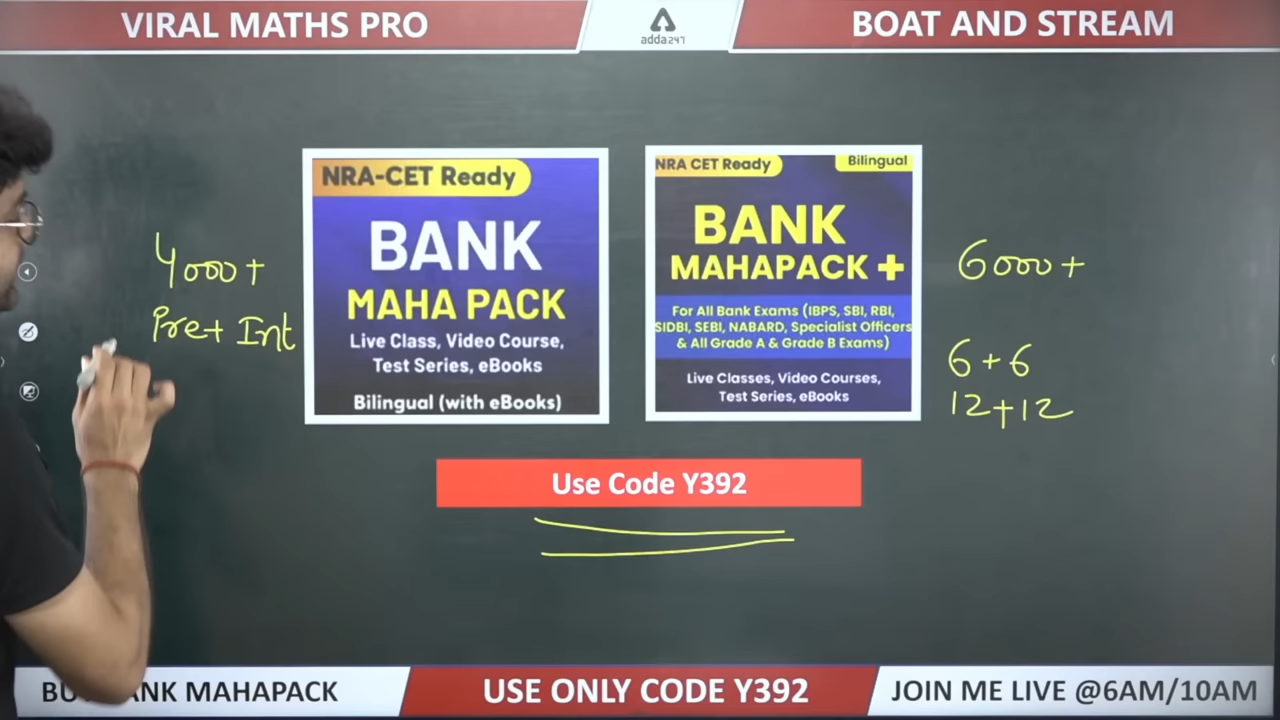 VIRAL MATHS PRO
adda247
BOAT AND STREAM
4000+
Pre+ Int
NRA-CET Ready
BANK
MAHA PACK
Live Class, Video Course,
Test Series, eBooks
Bilingual (with eBooks)
NRA CET Ready
Bilingual
BANK
MAHAPACK +
For All Bank Exams (IBPS, SBI, RBI,
SIDBI, SEBI, NABARD, Specialist Officers
& All Grade A & Grade B Exams)
Live Classes, Video Courses,
Test Series, eBooks
6000+
6+6
12+12
Use Code Y392
MAHAPACK
USE ONLY CODE Y392
JOIN ME LIVE @6AM/10AM